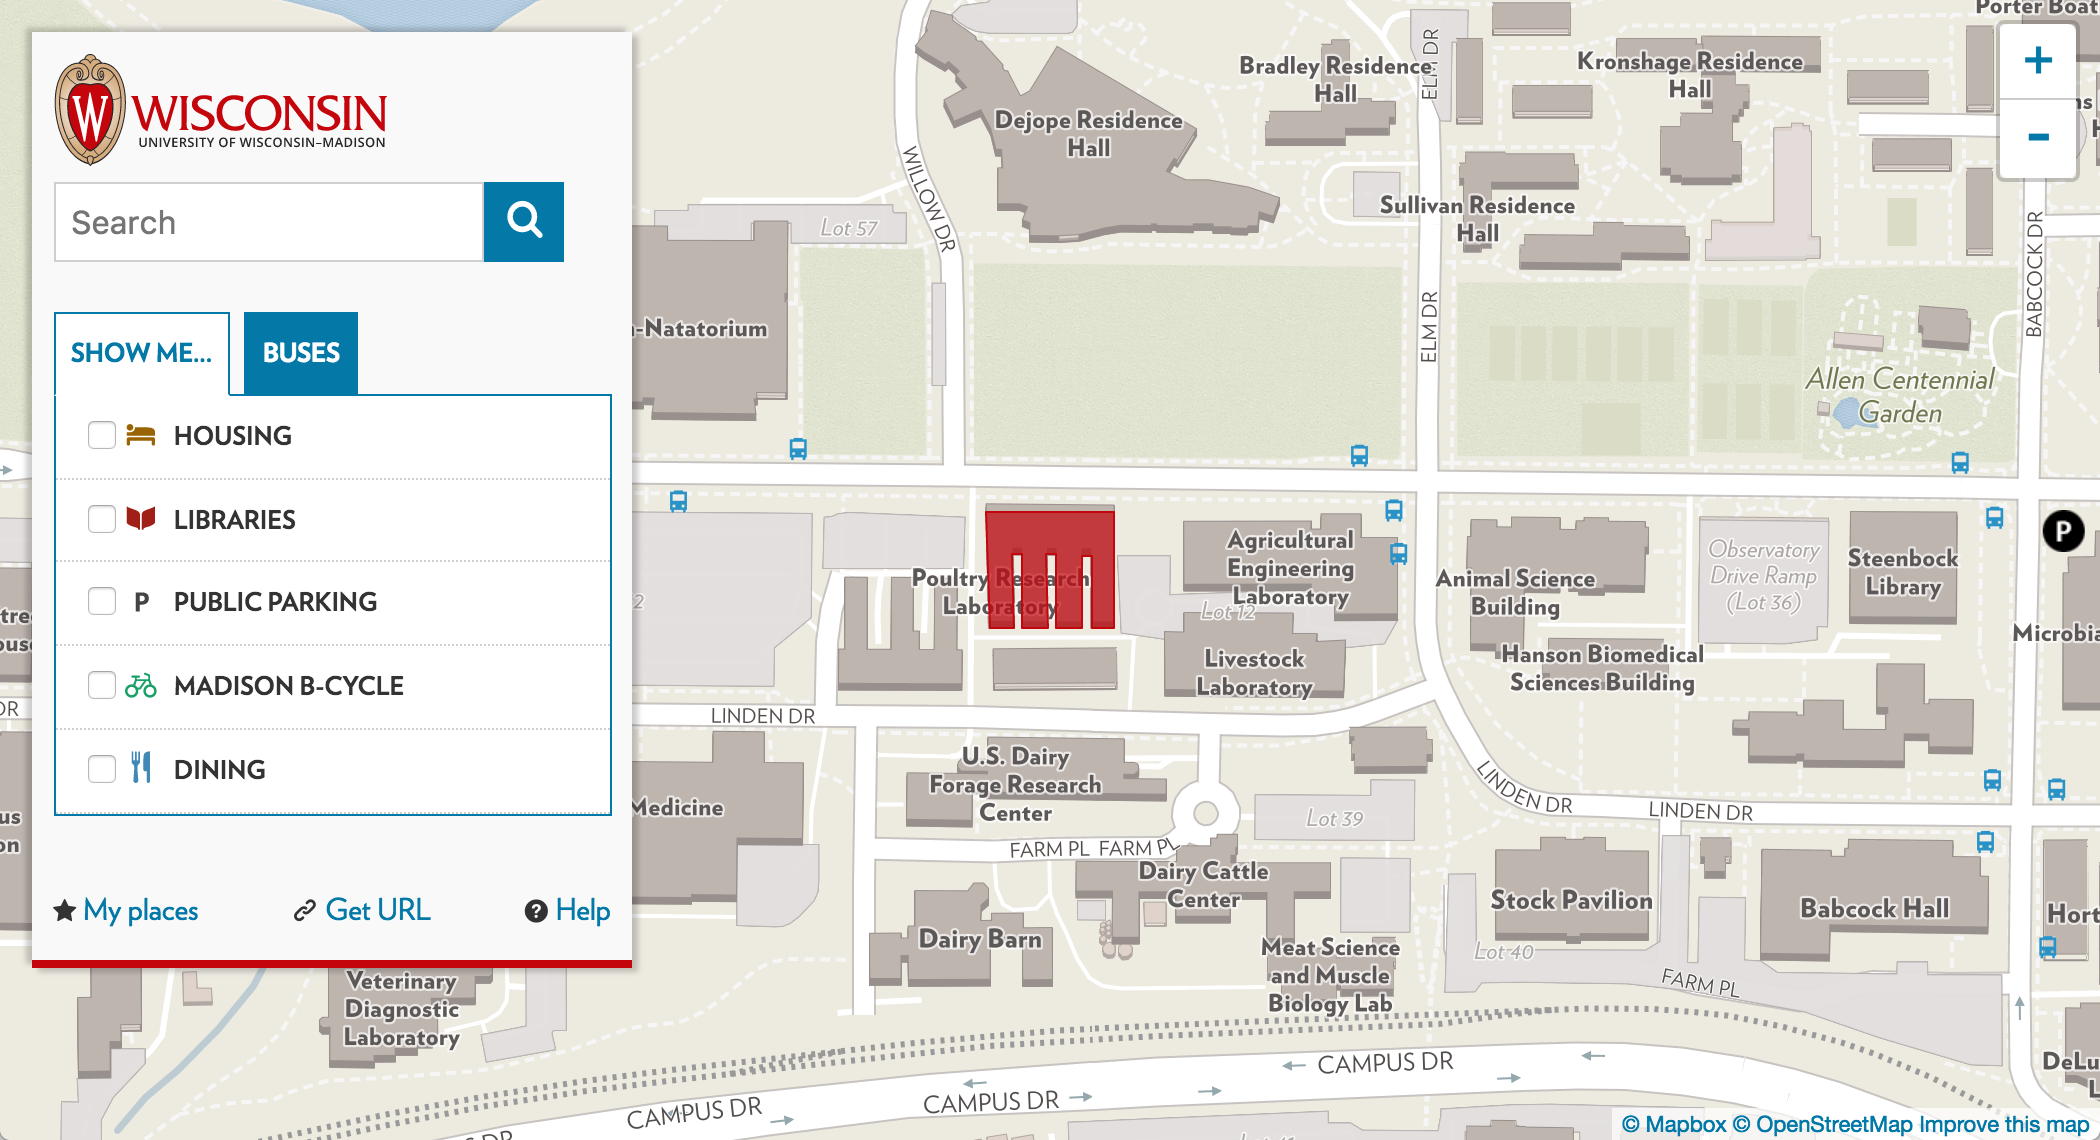 WISCONSIN
UNIVERSITY OF WISCONSIN–MADISON
Search
SHOW ME...
BUSES
HOUSING
LIBRARIES
P
PUBLIC PARKING
MADISON B-CYCLE
DINING
My places
Get URL
Help
+
-
Porter Boat
Bradley Residence
Hall
Kronshage Residence
Hall
Dejope Residence
Hall
Sullivan Residence
Hall
ELM DR
WILLOW DR
Lot 57
-Natatorium
ELM DR
BABCOCK DR
Allen Centennial
Garden
Poultry Research
Laboratory
Agricultural
Engineering
Laboratory
Lot 12
Livestock
Laboratory
Animal Science
Building
Hanson Biomedical
Sciences Building
Observatory
Drive Ramp
(Lot 36)
Steenbock
Library
P
Microbia
LINDEN DR
U.S. Dairy
Forage Research
Center
Medicine
FARM PL
FARM PL
Lot 39
LINDEN DR
LINDEN DR
Dairy Cattle
Center
Stock Pavilion
Babcock Hall
Hort
Dairy Barn
Meat Science
and Muscle
Biology Lab
Lot 40
FARM PL
Veterinary
Diagnostic
Laboratory
CAMPUS DR
CAMPUS DR
CAMPUS DR
DeLu
© Mapbox © OpenStreetMap Improve this map